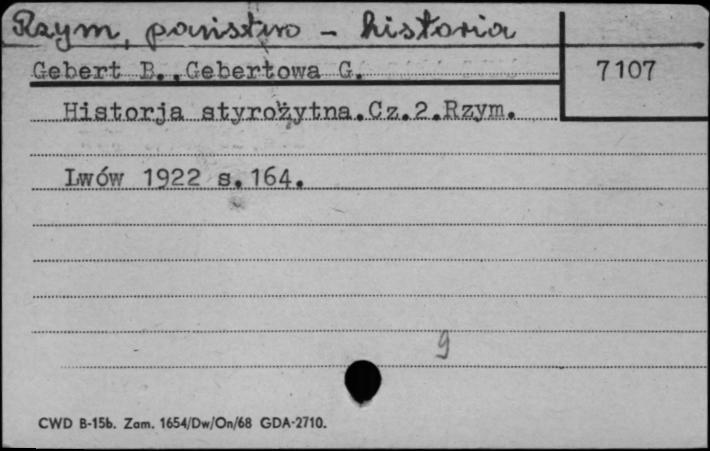 Rzym, państwo - historia
Gebert B., Gebertowa G.
7107
Historja styrożytna.Cz.2.Rzym.
Lwów 1922 s.164.
9
CWD B-15b. Zam. 1654/Dw/On/68 GDA-2710.